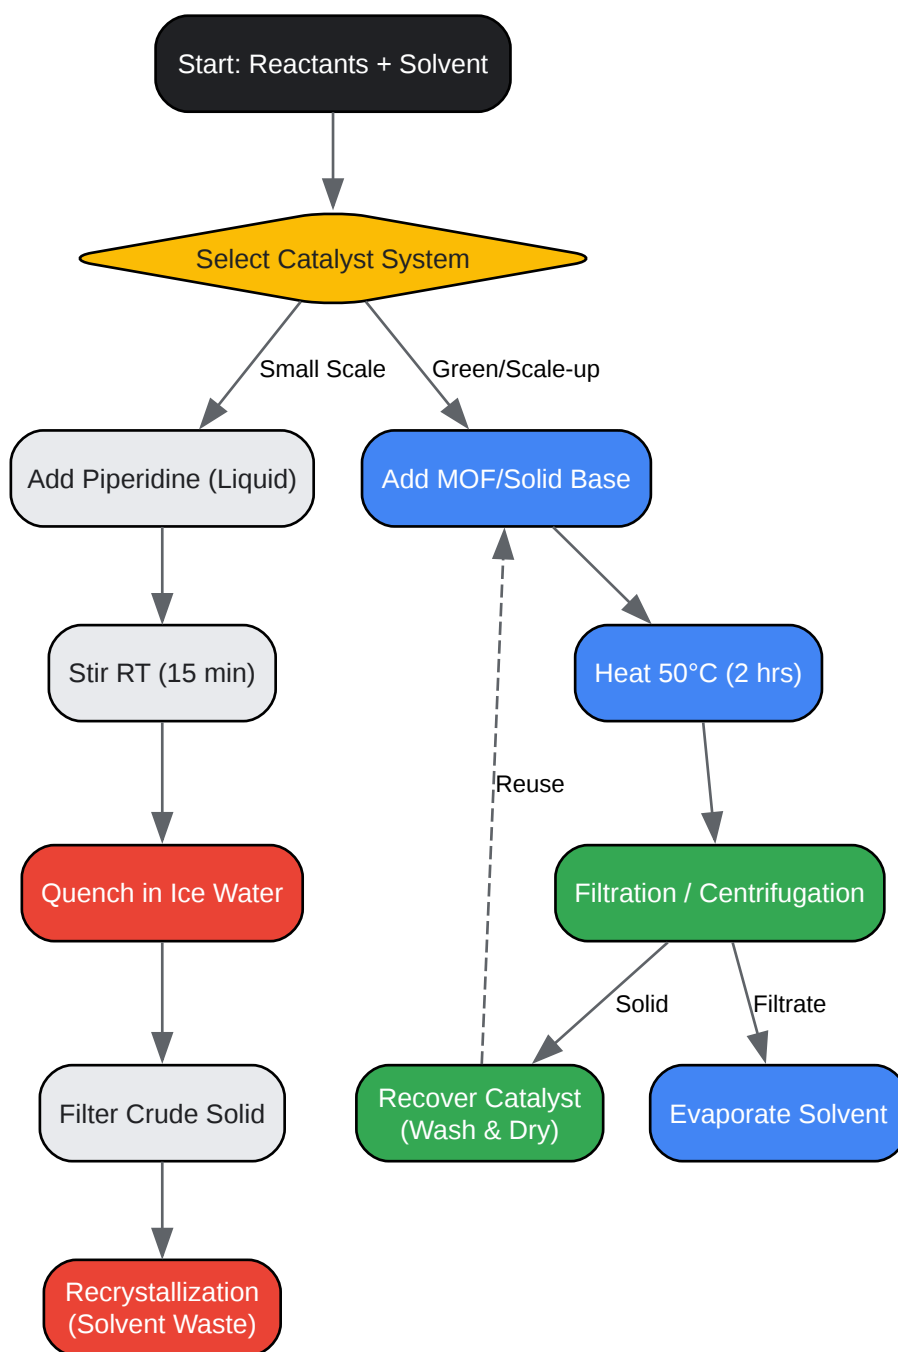 Start: Reactants + Solvent
Select Catalyst System
Small Scale
Green/Scale-up
Add Piperidine (Liquid)
Add MOF/Solid Base
Stir RT (15 min)
Heat 50°C (2 hrs)
Reuse
Quench in Ice Water
Filtration / Centrifugation
Solid
Filtrate
Filter Crude Solid
Recover Catalyst
(Wash & Dry)
Evaporate Solvent
Recrystallization
(Solvent Waste)